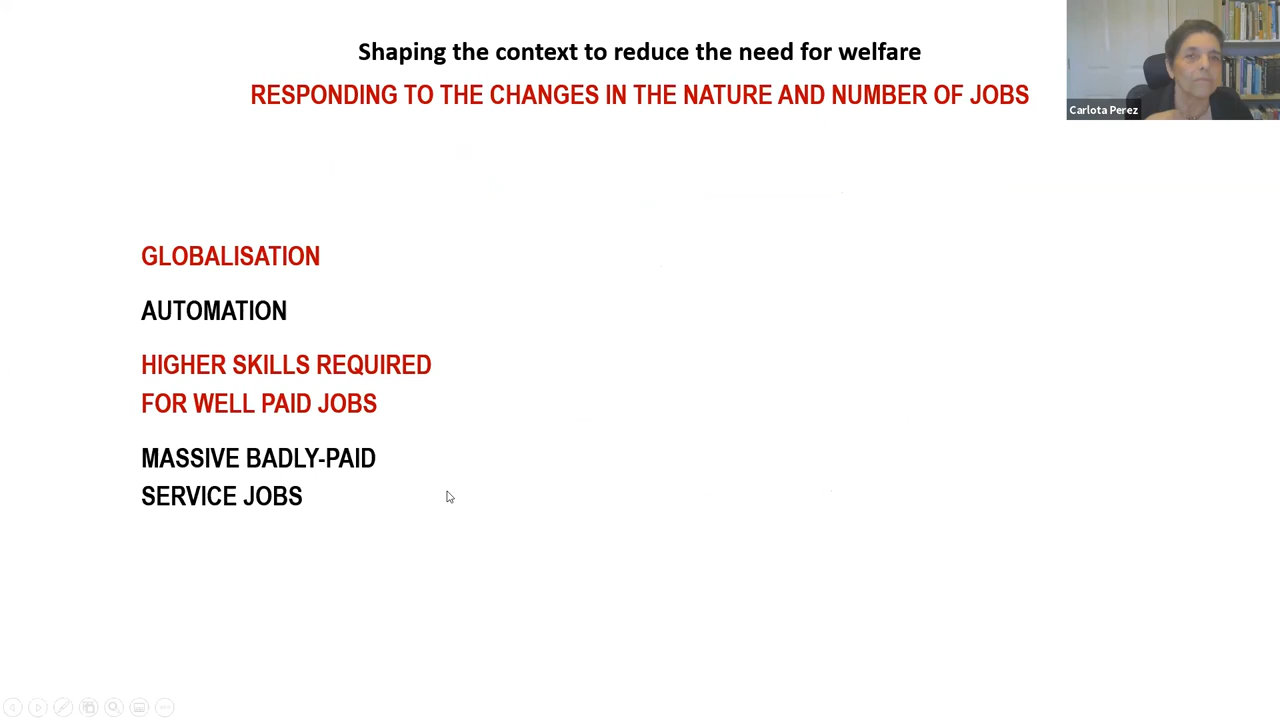 Shaping the context to reduce the need for welfare
RESPONDING TO THE CHANGES IN THE NATURE AND NUMBER OF JOBS
Carlota Perez
GLOBALISATION
AUTOMATION
HIGHER SKILLS REQUIRED
FOR WELL PAID JOBS
MASSIVE BADLY-PAID
SERVICE JOBS